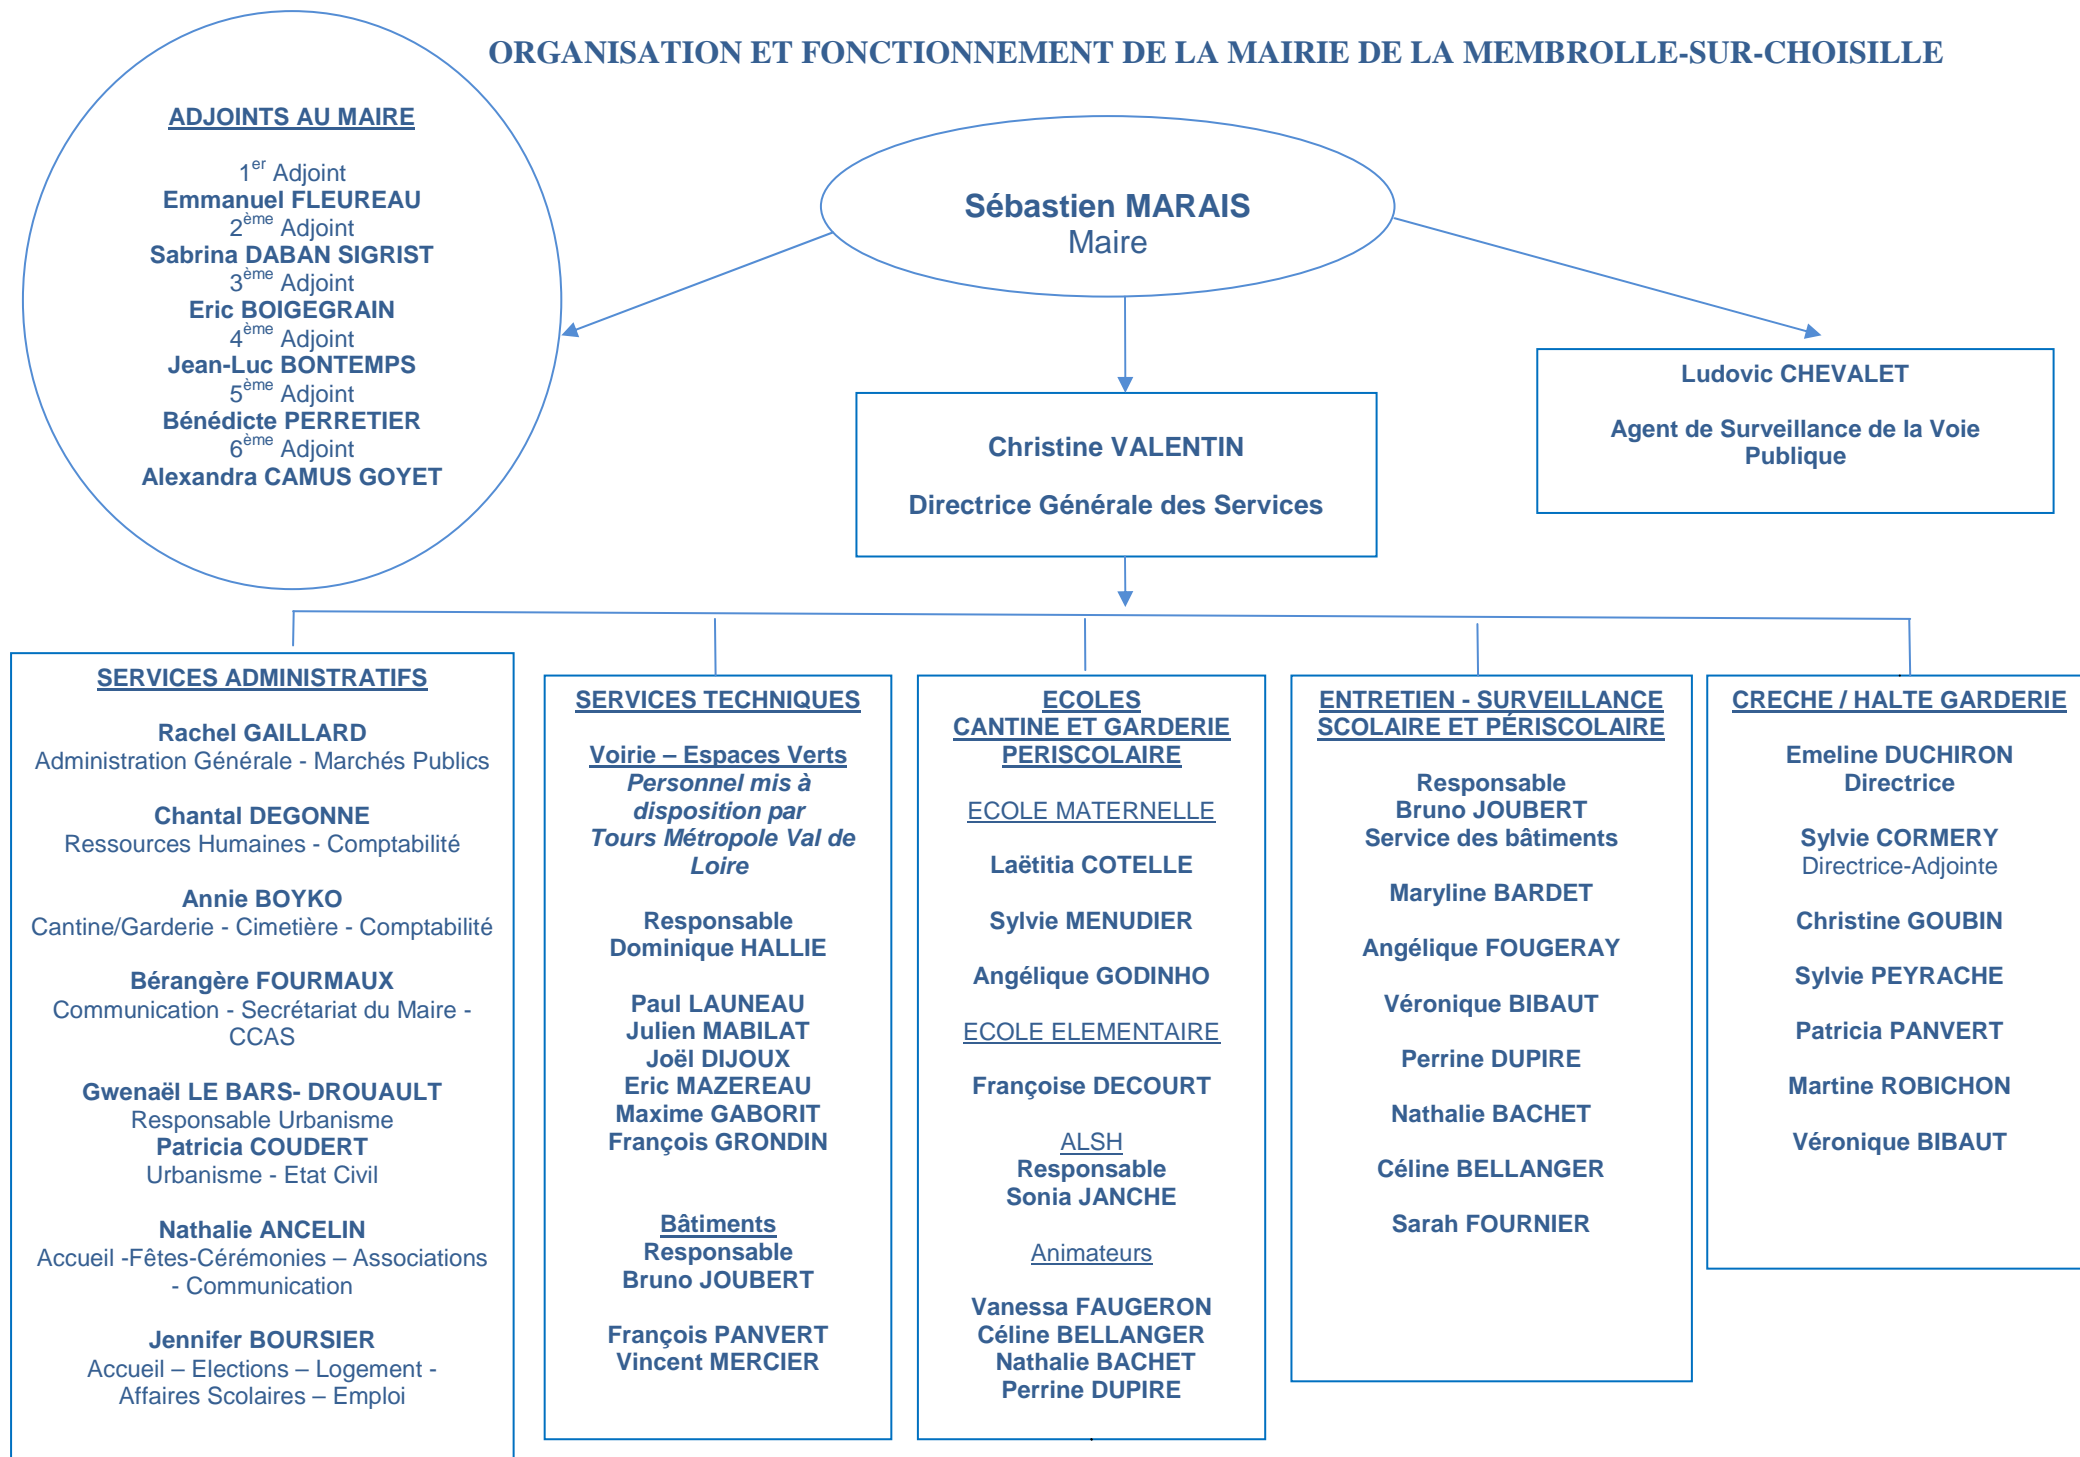 ORGANISATION ET FONCTIONNEMENT DE LA MAIRIE DE LA MEMBROLLE-SUR-CHOISILLE
ADJOINTS AU MAIRE
1er Adjoint
Emmanuel FLEUREAU
2ème Adjoint
Sabrina DABAN SIGRIST
3ème Adjoint
Eric BOIGEGRAIN
4ème Adjoint
Jean-Luc BONTEMPS
5ème Adjoint
Bénédicte PERRETIER
6ème Adjoint
Alexandra CAMUS GOYET
Sébastien MARAIS
Maire
Christine VALENTIN
Directrice Générale des Services
Ludovic CHEVALET
Agent de Surveillance de la Voie
Publique
SERVICES ADMINISTRATIFS
Rachel GAILLARD
Administration Générale - Marchés Publics
Chantal DEGONNE
Ressources Humaines - Comptabilité
Annie BOYKO
Cantine/Garderie - Cimetière - Comptabilité
Bérangère FOURMAUX
Communication - Secrétariat du Maire -
CCAS
Gwenaël LE BARS- DROUAULT
Responsable Urbanisme
Patricia COUDERT
Urbanisme - Etat Civil
Nathalie ANCELIN
Accueil -Fêtes-Cérémonies – Associations
- Communication
Jennifer BOURSIER
Accueil – Elections – Logement -
Affaires Scolaires – Emploi
SERVICES TECHNIQUES
Voirie – Espaces Verts
Personnel mis à
disposition par
Tours Métropole Val de
Loire
Responsable
Dominique HALLIE
Paul LAUNEAU
Julien MABILAT
Joël DIJOUX
Eric MAZEREAU
Maxime GABORIT
François GRONDIN
Bâtiments
Responsable
Bruno JOUBERT
François PANVERT
Vincent MERCIER
ECOLES
CANTINE ET GARDERIE
PERISCOLAIRE
ECOLE MATERNELLE
Laëtitia COTELLE
Sylvie MENUDIER
Angélique GODINHO
ECOLE ELEMENTAIRE
Françoise DECOURT
ALSH
Responsable
Sonia JANCHE
Animateurs
Vanessa FAUGERON
Céline BELLANGER
Nathalie BACHET
Perrine DUPIRE
ENTRETIEN - SURVEILLANCE
SCOLAIRE ET PÉRISCOLAIRE
Responsable
Bruno JOUBERT
Service des bâtiments
Maryline BARDET
Angélique FOUGERAY
Véronique BIBAUT
Perrine DUPIRE
Nathalie BACHET
Céline BELLANGER
Sarah FOURNIER
CRECHE / HALTE GARDERIE
Emeline DUCHIRON
Directrice
Sylvie CORMERY
Directrice-Adjointe
Christine GOUBIN
Sylvie PEYRACHE
Patricia PANVERT
Martine ROBICHON
Véronique BIBAUT